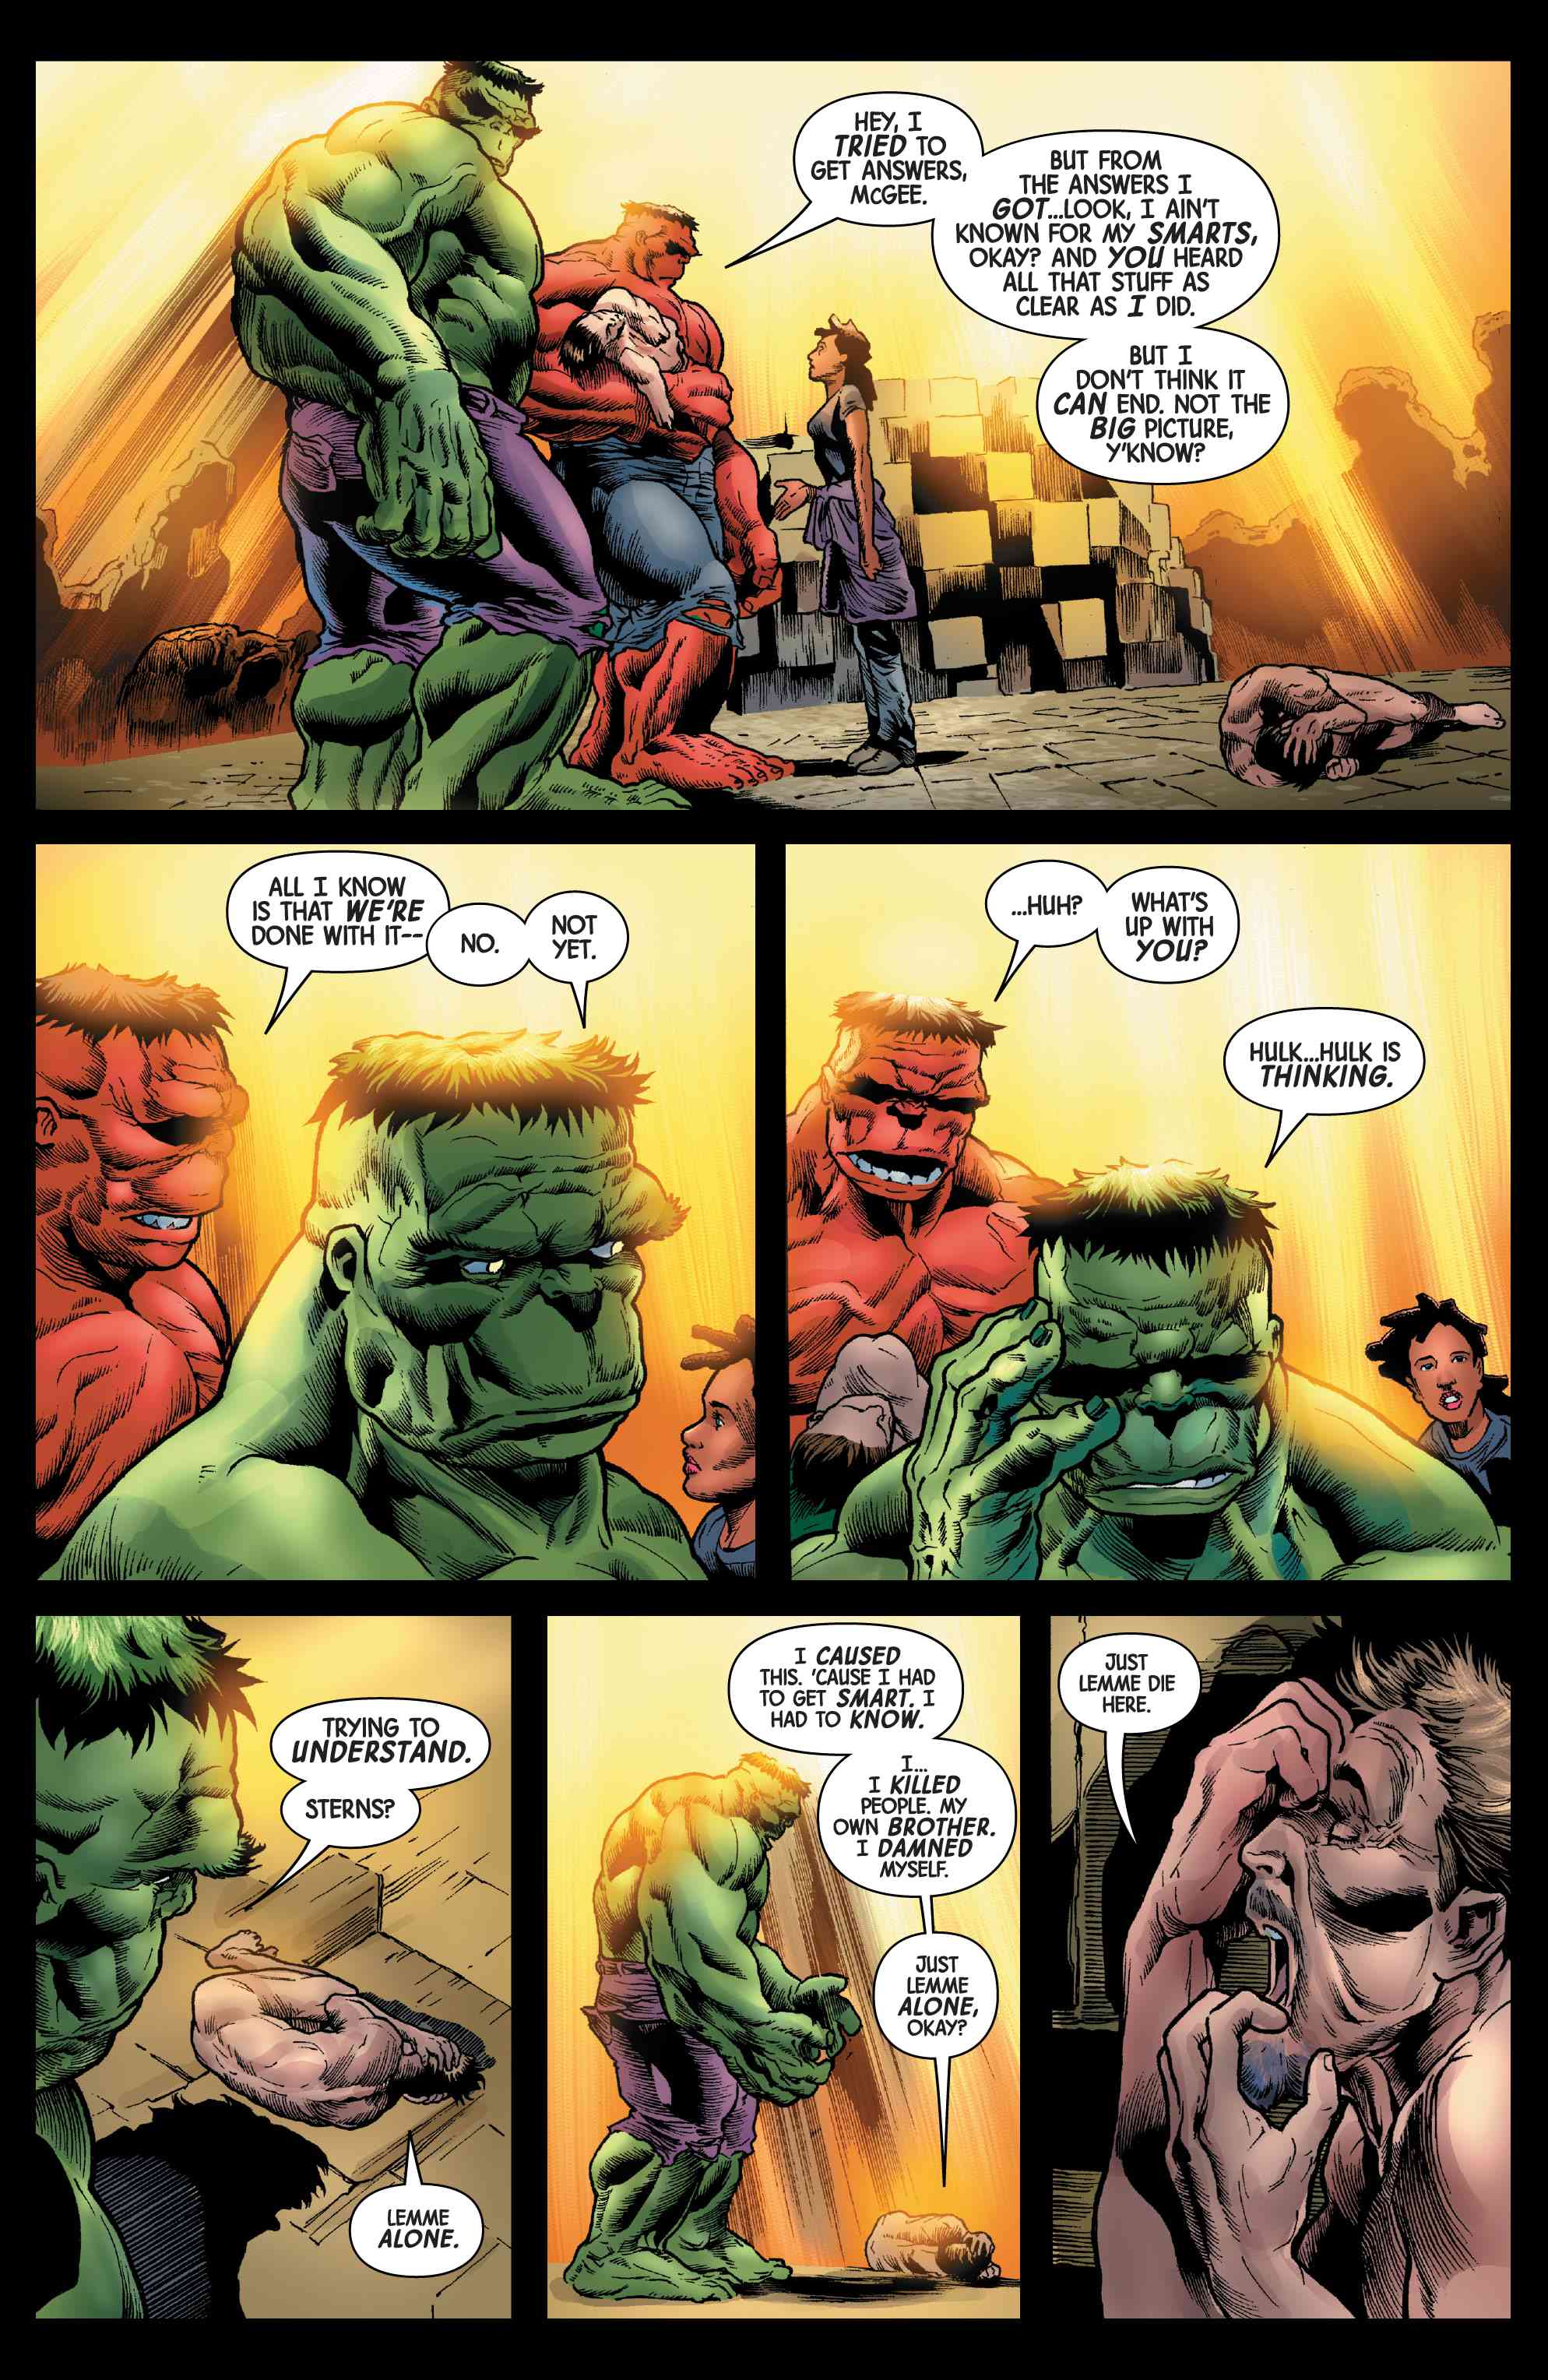 HEY, I
TRIED TO
GET ANSWERS,
McGEE.
BUT FROM
THE ANSWERS I
GOT...LOOK, I AIN'T
KNOWN FOR MY SMARTS,
OKAY? AND YOU HEARD
ALL THAT STUFF AS
CLEAR AS I DID.
BUT I
DON'T THINK IT
CAN END. NOT THE
BIG PICTURE,
Y'KNOW?
ALL I KNOW
IS THAT WE'RE
DONE WITH IT--
NO.
NOT
YET.
...HUH?
WHAT'S
UP WITH
YOU?
HULK...HULK IS
THINKING.
TRYING TO
UNDERSTAND.
STERNS?
LEMME
ALONE.
I CAUSED
THIS. 'CAUSE I HAD
TO GET SMART. I
HAD TO KNOW.
I...
I KILLED
PEOPLE. MY
OWN BROTHER.
I DAMNED
MYSELF.
JUST
LEMME
ALONE,
OKAY?
JUST
LEMME DIE
HERE.